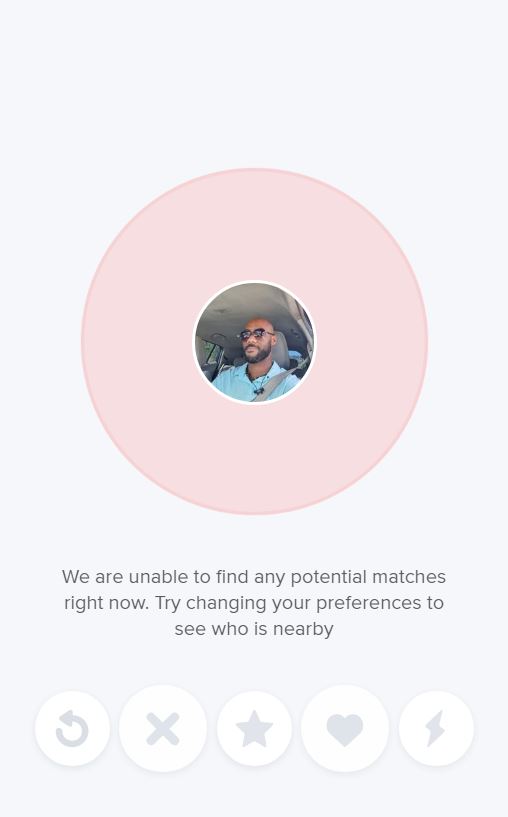 We are unable to find any potential matches
right now. Try changing your preferences to
see who is nearby